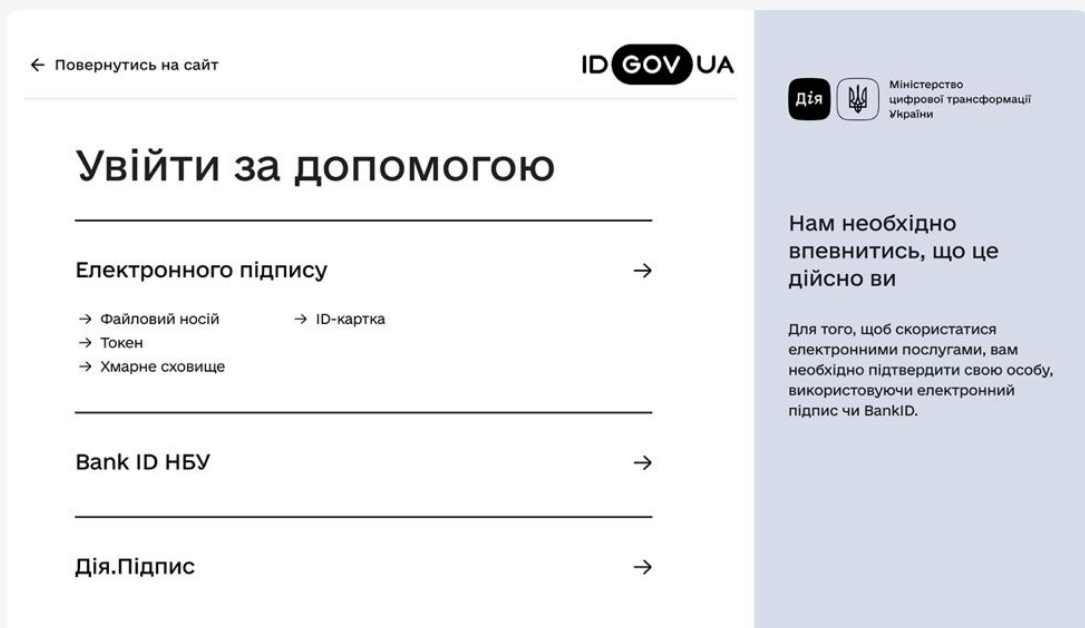 ← Повернутись на сайт
ID GOV UA
Увійти за допомогою
Електронного підпису →
→ Файловий носій
→ ID-картка
→ Токен
→ Хмарне сховище
Bank ID НБУ →
Дія.Підпис →
Дія
Міністерство
цифрової трансформації
України
Нам необхідно
впевнитись, що це
дійсно ви
Для того, щоб скористатися
електронними послугами, вам
необхідно підтвердити свою особу,
використовуючи електронний
підпис чи BankID.